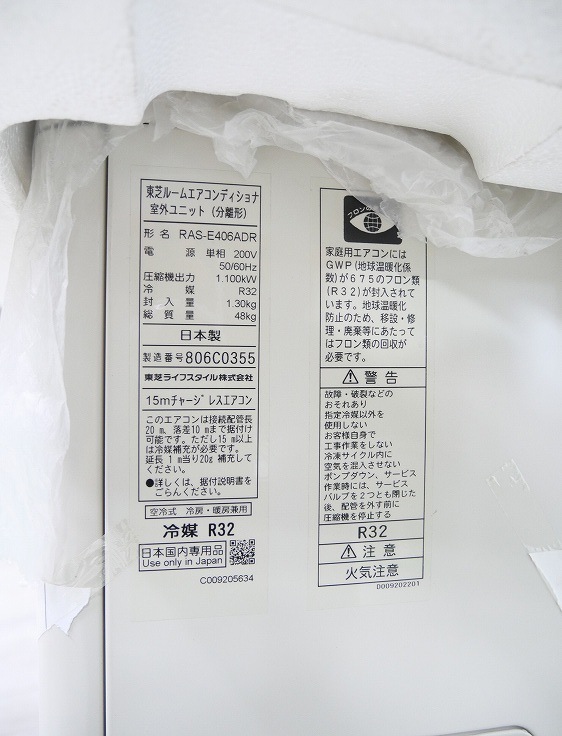 東芝ルームエアコンディショナ
室外ユニット (分離形)
形 名 RAS-E406ADR
電 源 単相 200V
50/60Hz
圧縮機出力 1.100kW
冷 媒 R32
封 入 量 1.30kg
総 質 量 48kg
日本製
製造番号 806C0355
東芝ライフスタイル株式会社
15mチャージレスエアコン
このエアコンは接続配管長
20 m、落差10 mまで据付け
可能です。ただし15 m以上
は冷媒補充が必要です。
延長 1 m当り20g 補充して
ください。
●詳しくは、据付説明書を
ごらんください。
空冷式 冷房・暖房兼用
冷媒 R32
日本国内専用品
Use only in Japan
C009205634
フロンの
家庭用エアコンには
GWP (地球温暖化係
数) が675のフロン類
(R32) が封入されて
います。地球温暖化
防止のため、移設・修
理・廃棄等にあたって
はフロン類の回収が
必要です。
警告
故障・破裂などの
おそれあり
指定冷媒以外を
使用しない
お客様自身で
工事作業をしない
冷凍サイクル内に
空気を混入させない
ポンプダウン、サービス
作業時には、サービス
バルブを2つとも閉じた
後、配管を外す前に
圧縮機を停止する
R32
注意
火気注意
D009202201